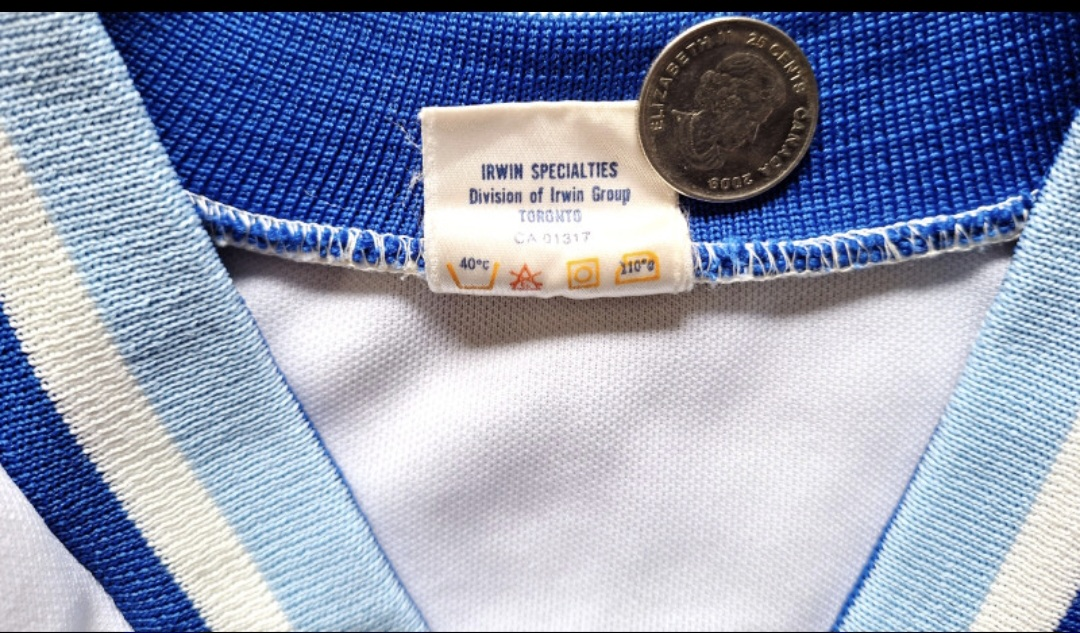 IRWIN SPECIALTIES
Division of Irwin Group
TORONTO
CA 01317
40°c
110°c
ELIZABETH II 25 CENTS CANADA 2008